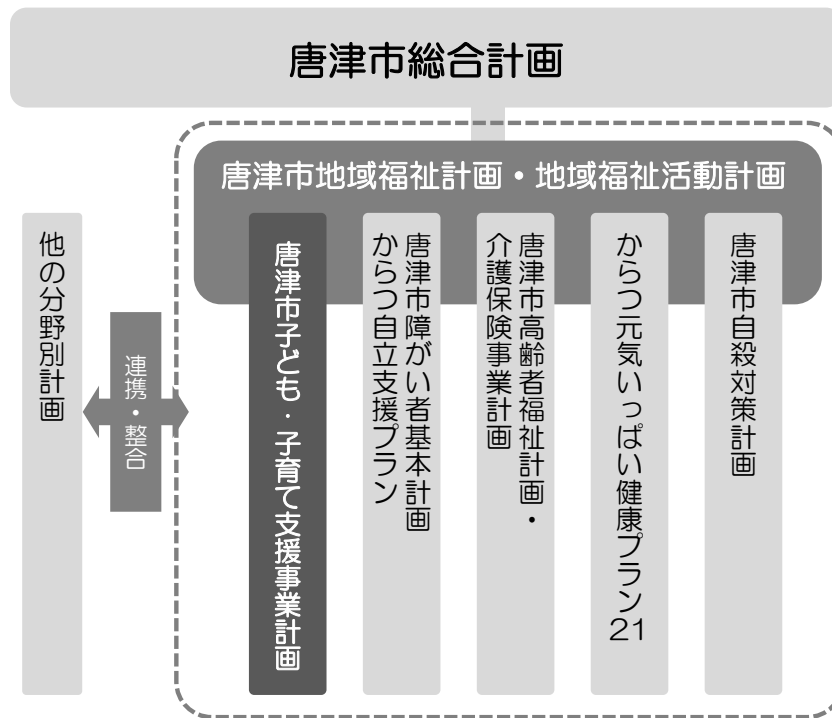 唐津市総合計画
唐津市地域福祉計画・地域福祉活動計画
他の分野別計画
連携・整合
唐津市子ども・子育て支援事業計画
唐津市障がい者基本計画
からつ自立支援プラン
唐津市高齢者福祉計画・
介護保険事業計画
からつ元気いっぱい健康プラン21
唐津市自殺対策計画